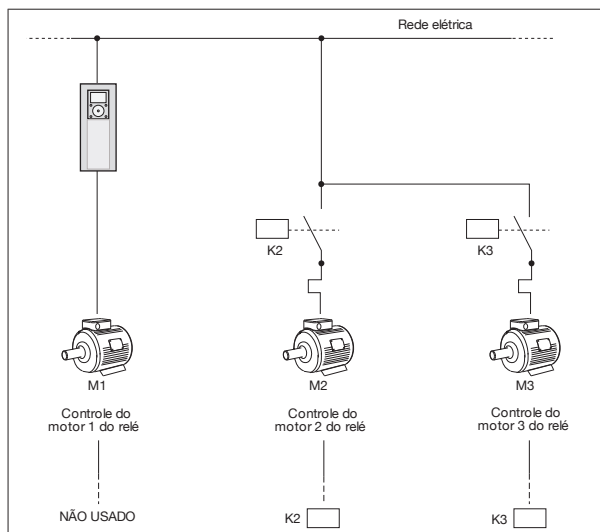 Rede elétrica
K2
K3
M1
M2
M3
Controle do
motor 1 do relé
Controle do
motor 2 do relé
Controle do
motor 3 do relé
NÃO USADO
K2
K3